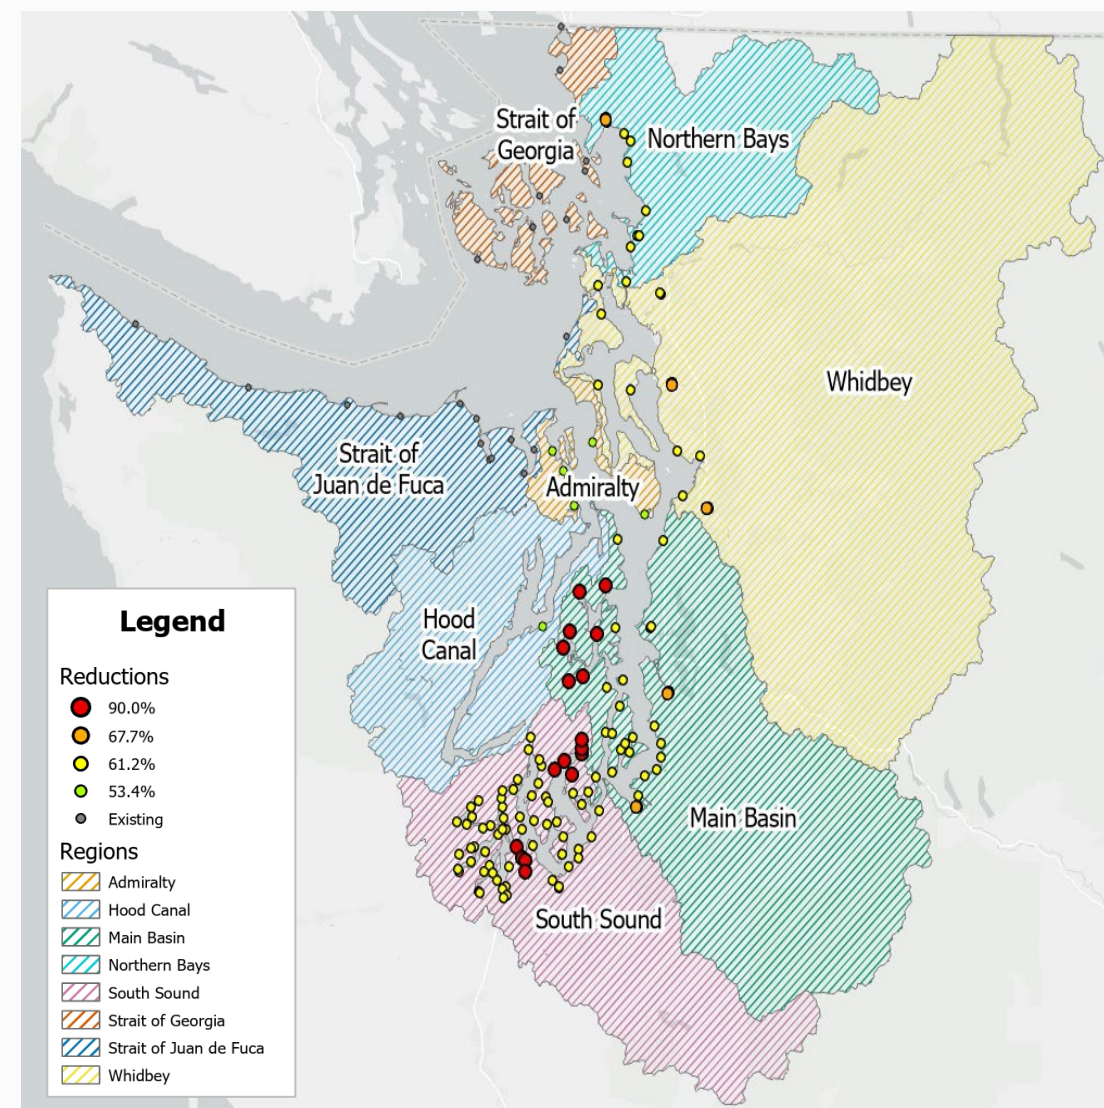 Strait of
Georgia
Northern Bays
Whidbey
Strait of
Juan de Fuca
Admiralty
Hood
Canal
Main Basin
South Sound
Legend
Reductions
90.0%
67.7%
61.2%
53.4%
Existing
Regions
Admiralty
Hood Canal
Main Basin
Northern Bays
South Sound
Strait of Georgia
Strait of Juan de Fuca
Whidbey